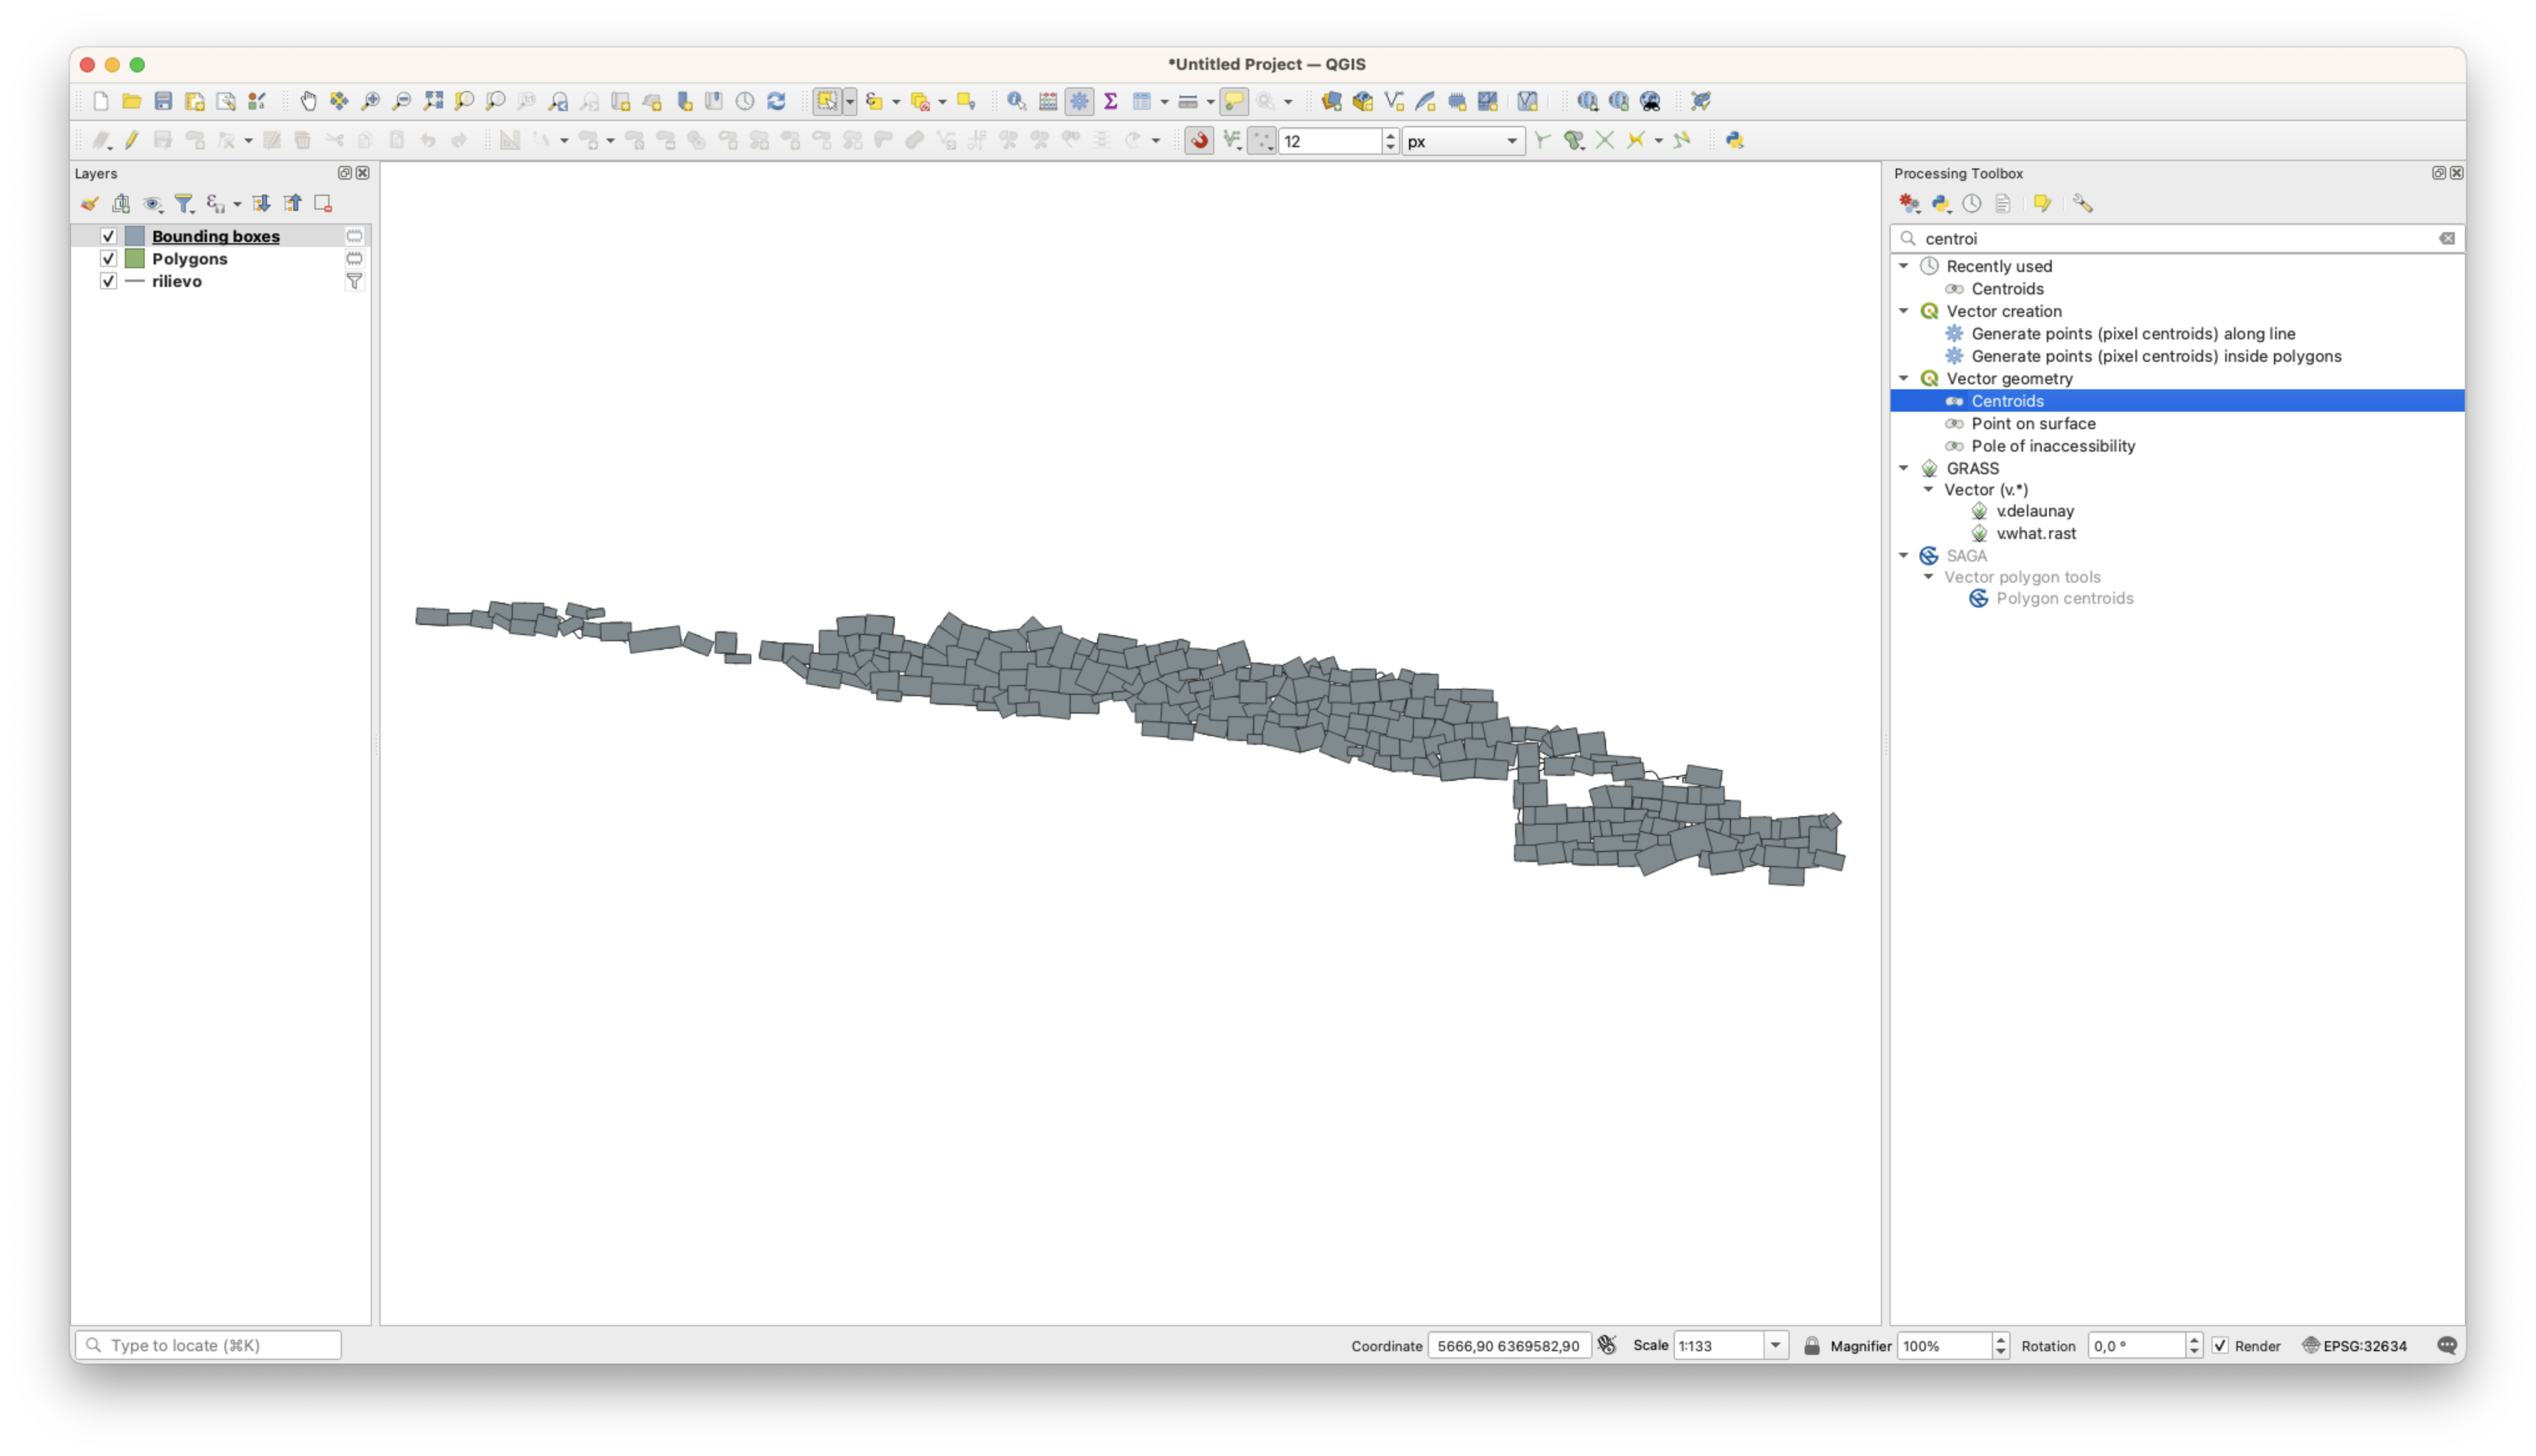 *Untitled Project — QGIS
12
px
Layers
Bounding boxes
Polygons
rilievo
Processing Toolbox
centroi
Recently used
Centroids
Vector creation
Generate points (pixel centroids) along line
Generate points (pixel centroids) inside polygons
Vector geometry
Centroids
Point on surface
Pole of inaccessibility
GRASS
Vector (v.*)
v.delaunay
v.what.rast
SAGA
Vector polygon tools
Polygon centroids
Type to locate (⌘K)
Coordinate 5666,90 6369582,90
Scale 1:133
Magnifier 100%
Rotation 0,0 °
Render
EPSG:32634